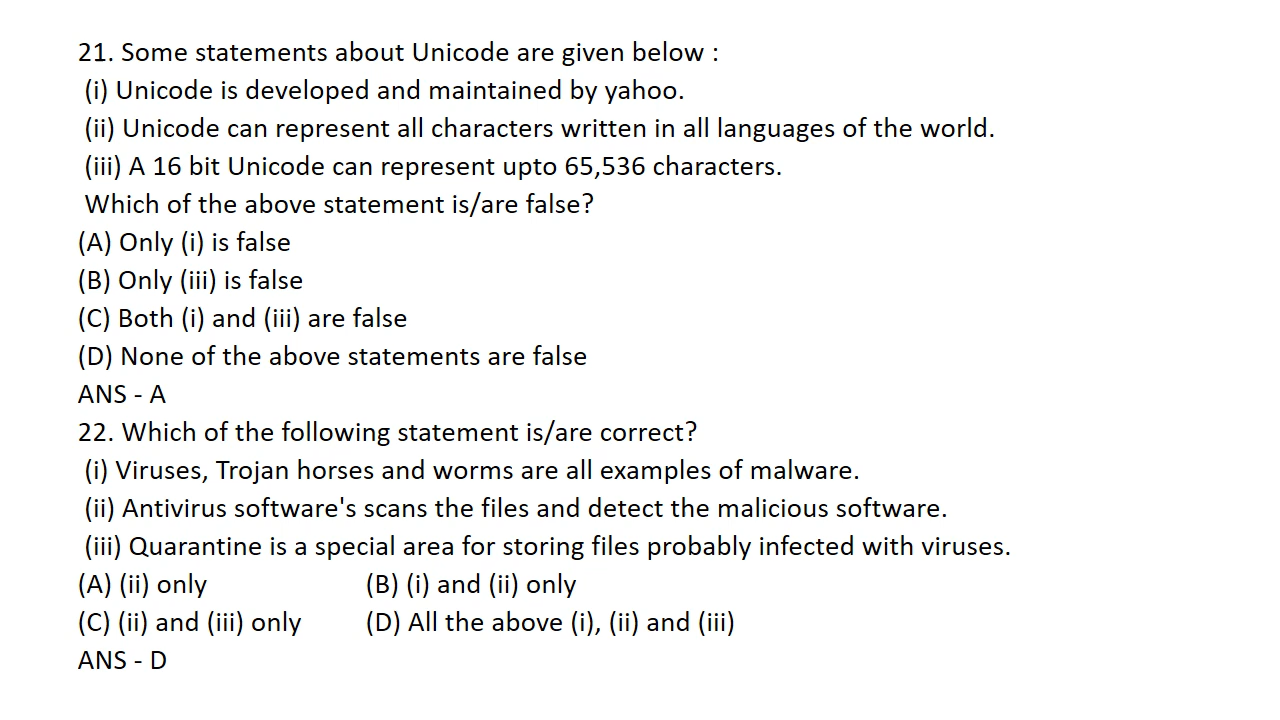 21. Some statements about Unicode are given below :
(i) Unicode is developed and maintained by yahoo.
(ii) Unicode can represent all characters written in all languages of the world.
(iii) A 16 bit Unicode can represent upto 65,536 characters.
Which of the above statement is/are false?
(A) Only (i) is false
(B) Only (iii) is false
(C) Both (i) and (iii) are false
(D) None of the above statements are false
ANS - A
22. Which of the following statement is/are correct?
(i) Viruses, Trojan horses and worms are all examples of malware.
(ii) Antivirus software's scans the files and detect the malicious software.
(iii) Quarantine is a special area for storing files probably infected with viruses.
(A) (ii) only (B) (i) and (ii) only
(C) (ii) and (iii) only (D) All the above (i), (ii) and (iii)
ANS - D